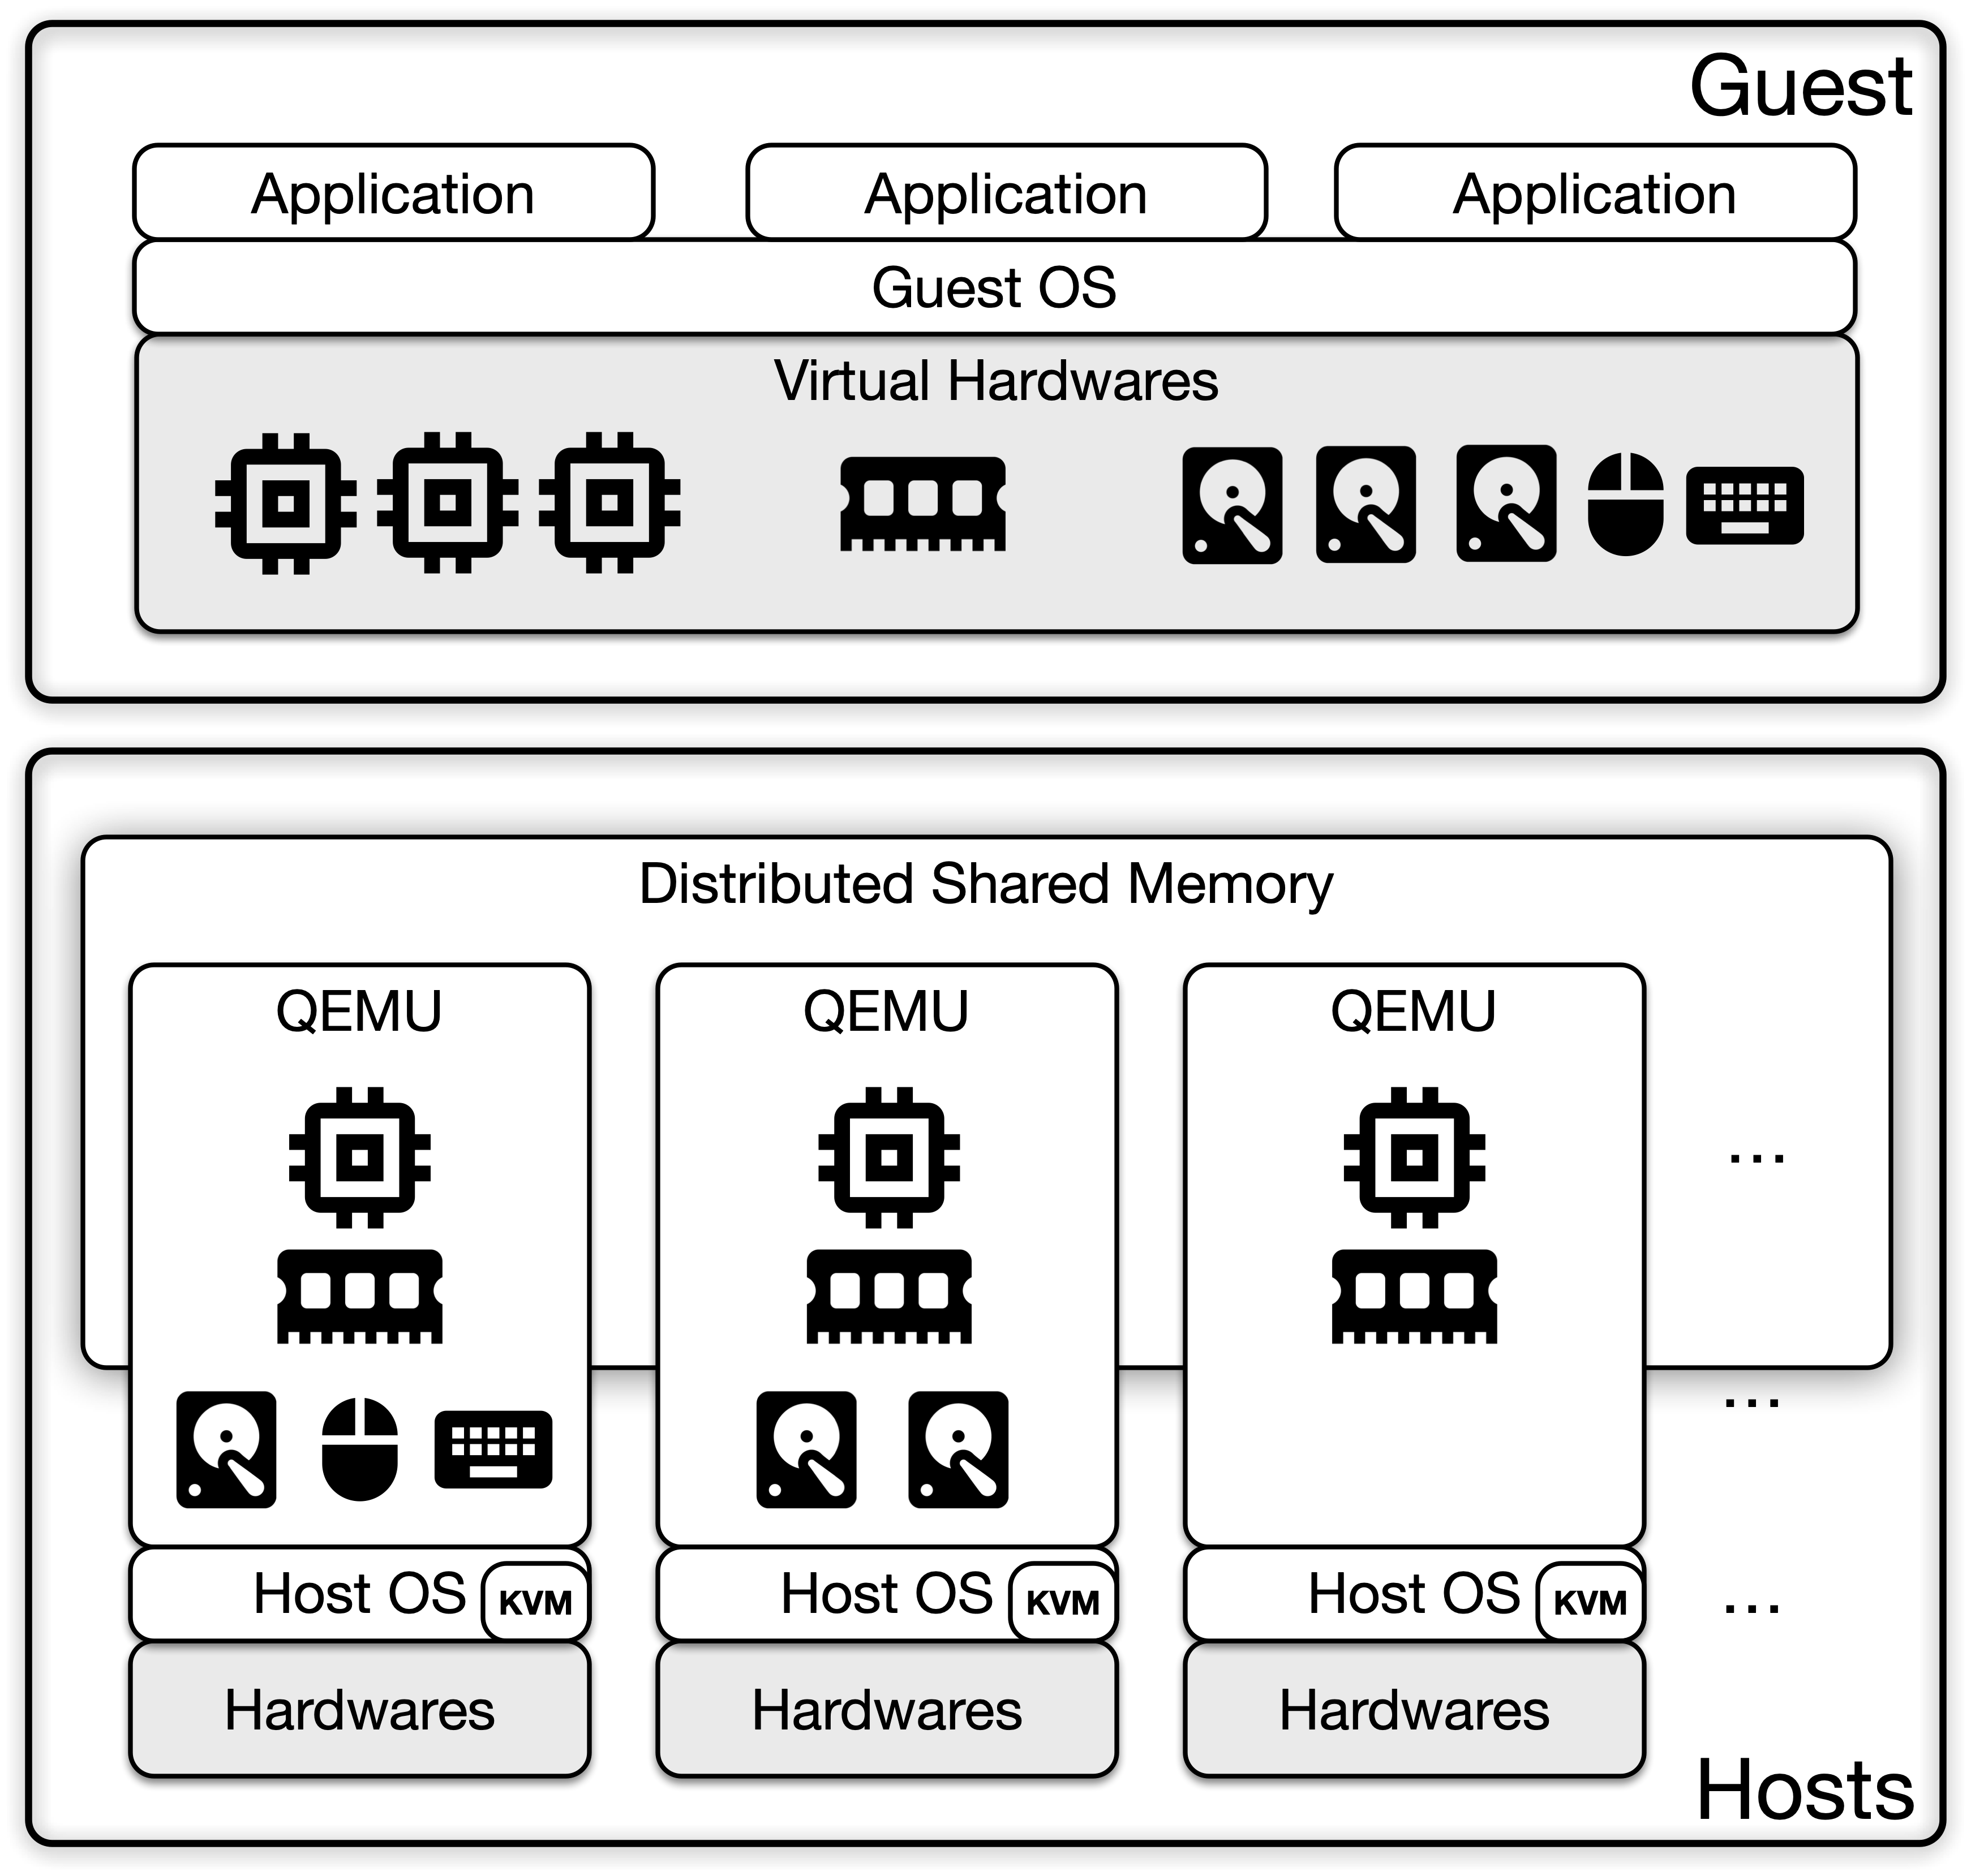 Guest
Application
Application
Application
Guest OS
Virtual Hardwares
Distributed Shared Memory
QEMU
QEMU
QEMU
...
...
Host OS
KVM
Host OS
KVM
Host OS
KVM
...
Hardwares
Hardwares
Hardwares
Hosts